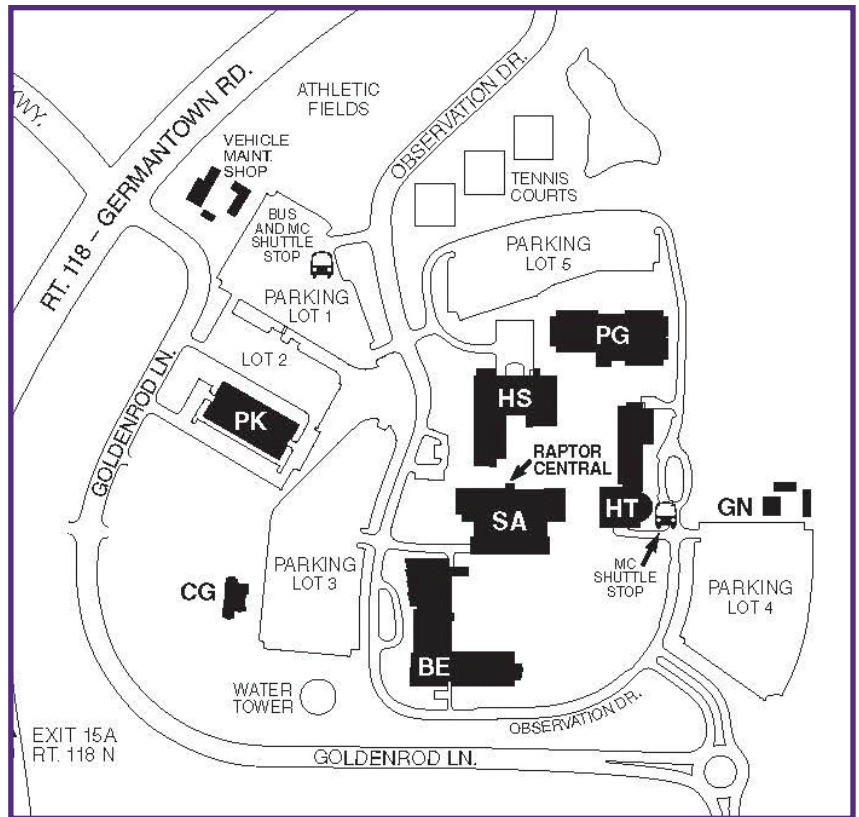 KWY.
RT. 118 – GERMANTOWN RD.
ATHLETIC
FIELDS
OBSERVATION DR.
VEHICLE
MAINT.
SHOP
TENNIS
COURTS
BUS
AND MC
SHUTTLE
STOP
PARKING
LOT 1
PARKING
LOT 5
LOT 2
PG
HS
PK
GOLDENROD LN.
RAPTOR
CENTRAL
SA
HT
GN
MC
SHUTTLE
STOP
PARKING
LOT 3
PARKING
LOT 4
CG
BE
WATER
TOWER
OBSERVATION DR.
EXIT 15A
RT. 118 N
GOLDENROD LN.